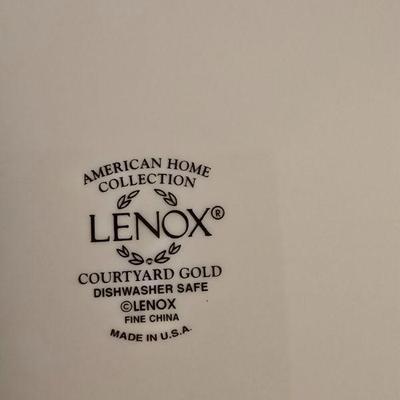 AMERICAN HOME
COLLECTION
LENOX®
COURTYARD GOLD
DISHWASHER SAFE
©LENOX
FINE CHINA
MADE IN U.S.A.